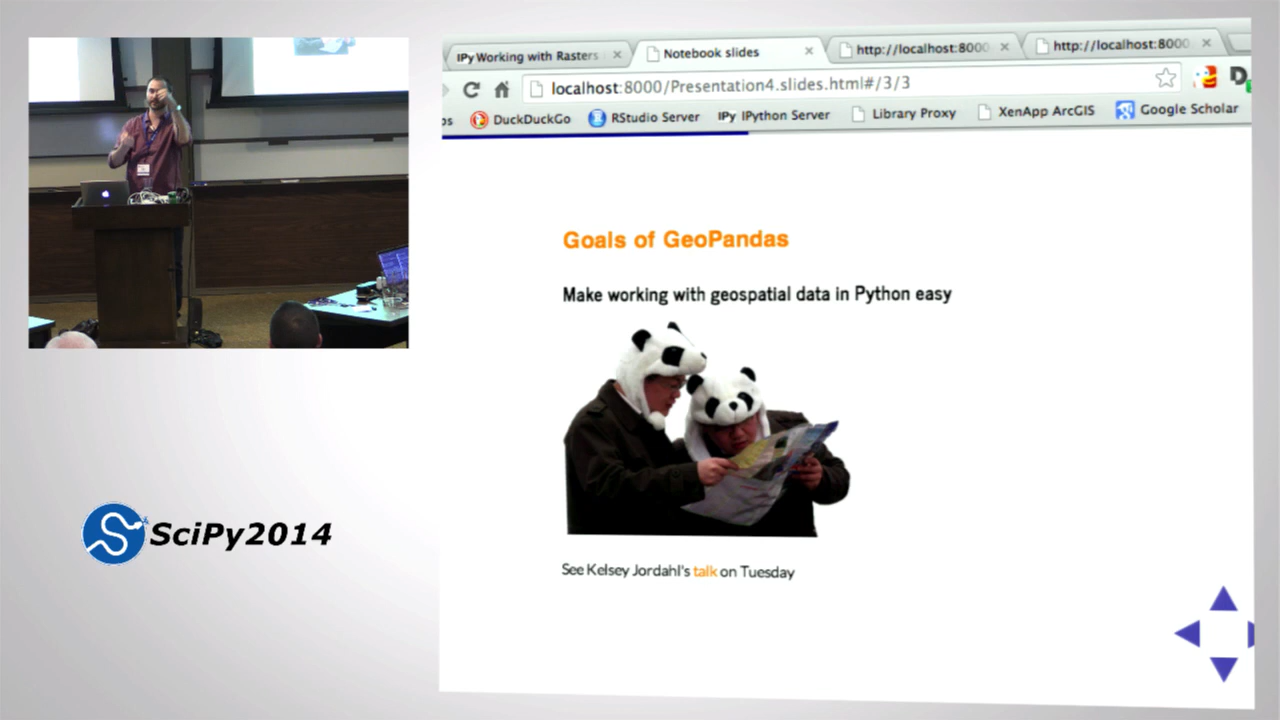 IPy Working with Rasters
Notebook slides
http://localhost:8000
http://localhost:8000
localhost:8000/Presentation4.slides.html#/3/3
DuckDuckGo
RStudio Server
IPy IPython Server
Library Proxy
XenApp ArcGIS
Google Scholar
Goals of GeoPandas
Make working with geospatial data in Python easy
See Kelsey Jordahl's talk on Tuesday
SciPy2014